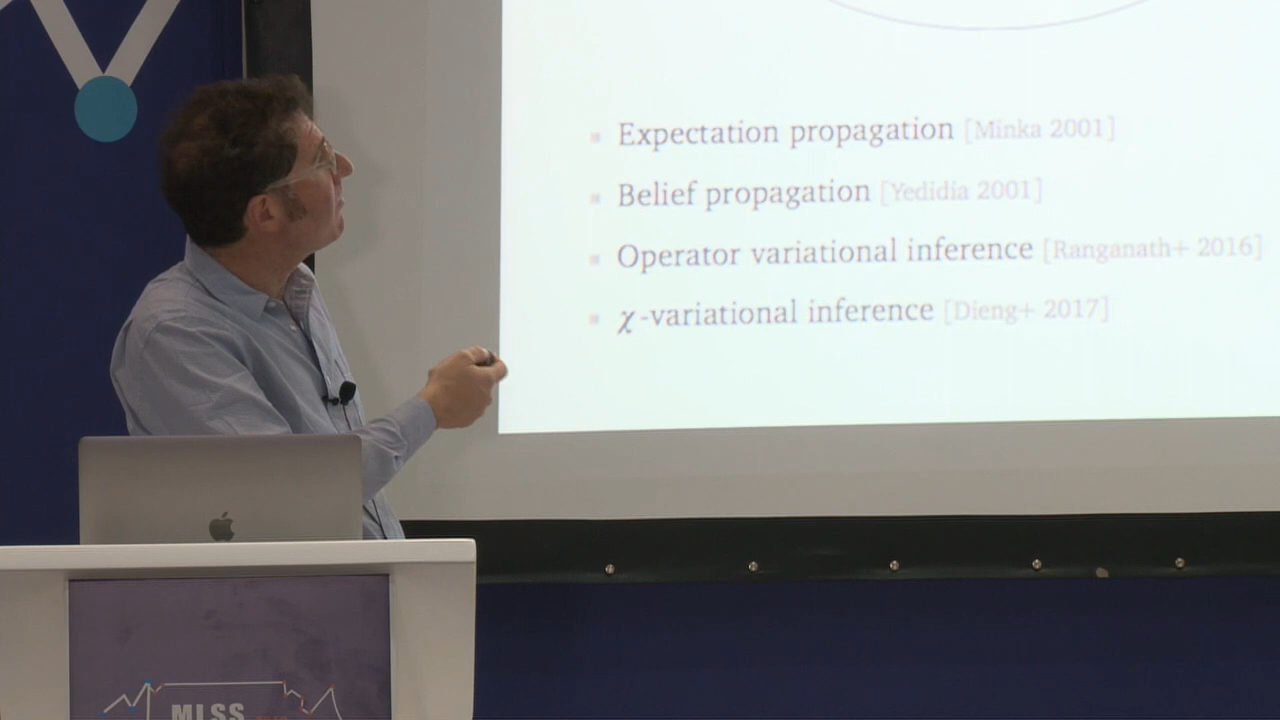 Expectation propagation [Minka 2001]
Belief propagation [Yedidia 2001]
Operator variational inference [Ranganath+ 2016]
χ-variational inference [Dieng+ 2017]
MLSS